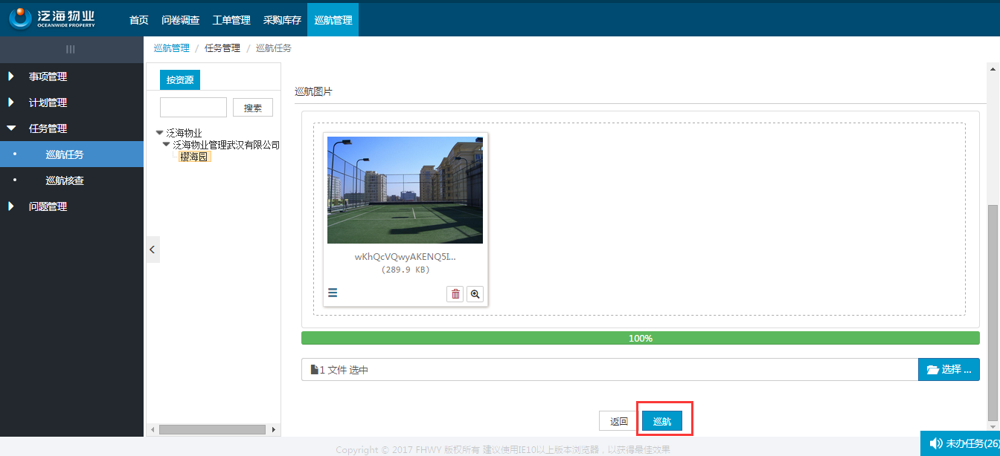 泛海物业
OCEANWIDE PROPERTY
首页 问卷调查 工单管理 采购库存 巡航管理
巡航管理 / 任务管理 / 巡航任务
事项管理
计划管理
任务管理
巡航任务
巡航核查
问题管理
按资源
搜索
泛海物业
泛海物业管理武汉有限公司
樱海园
巡航图片
wKhQcVQwyAKENQ5I...
(289.9 KB)
100%
1 文件 选中
选择 ...
返回
巡航
Copyright © 2017 FHWY 版权所有 建议使用IE10以上版本浏览器，以获得最佳效果
未办任务(26